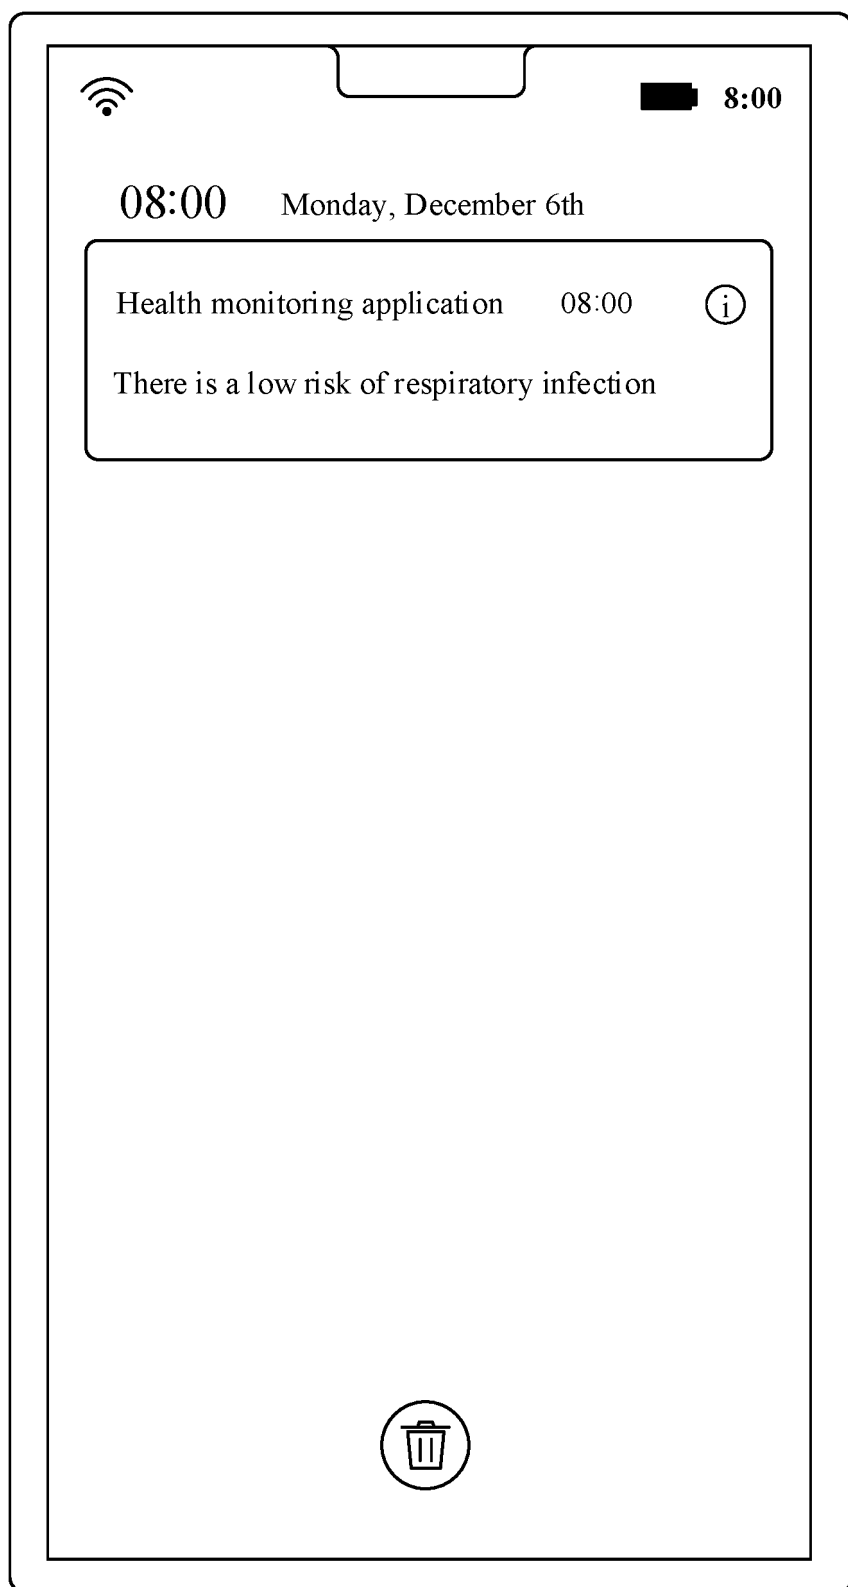 8:00
08:00 Monday, December 6th
Health monitoring application 08:00 i
There is a low risk of respiratory infection